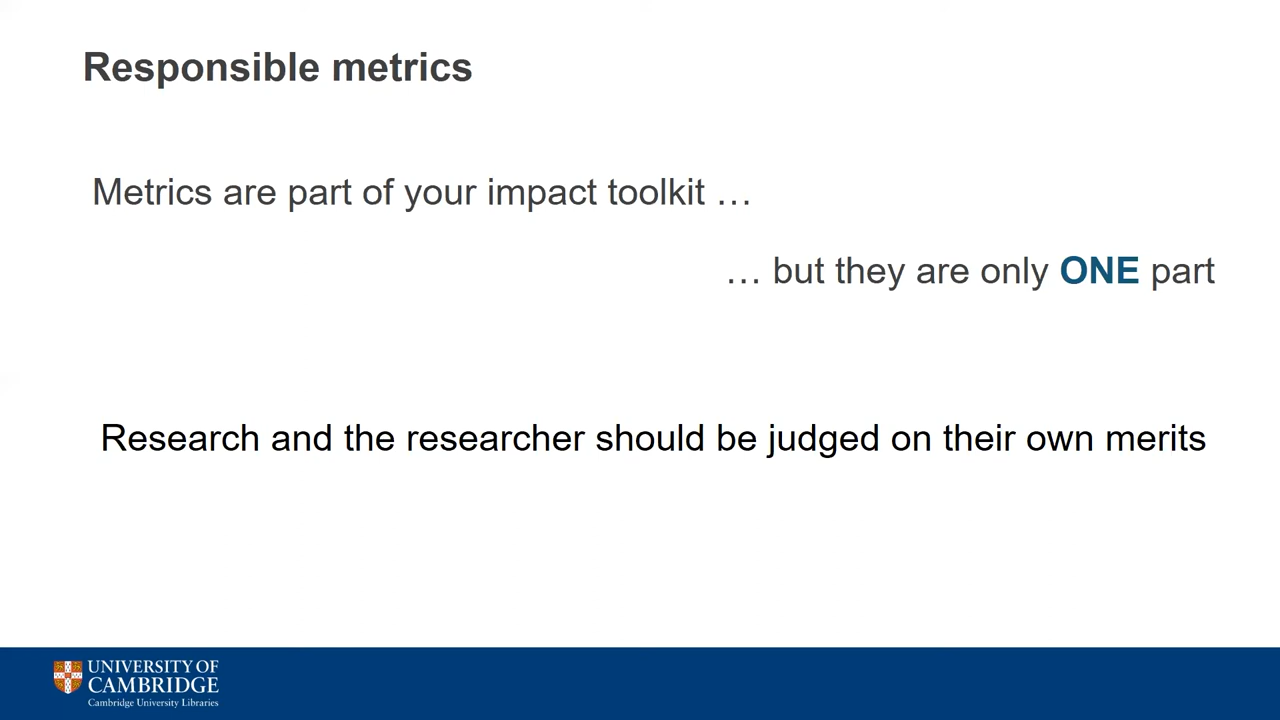 Responsible metrics
Metrics are part of your impact toolkit …
… but they are only ONE part
Research and the researcher should be judged on their own merits
UNIVERSITY OF
CAMBRIDGE
Cambridge University Libraries